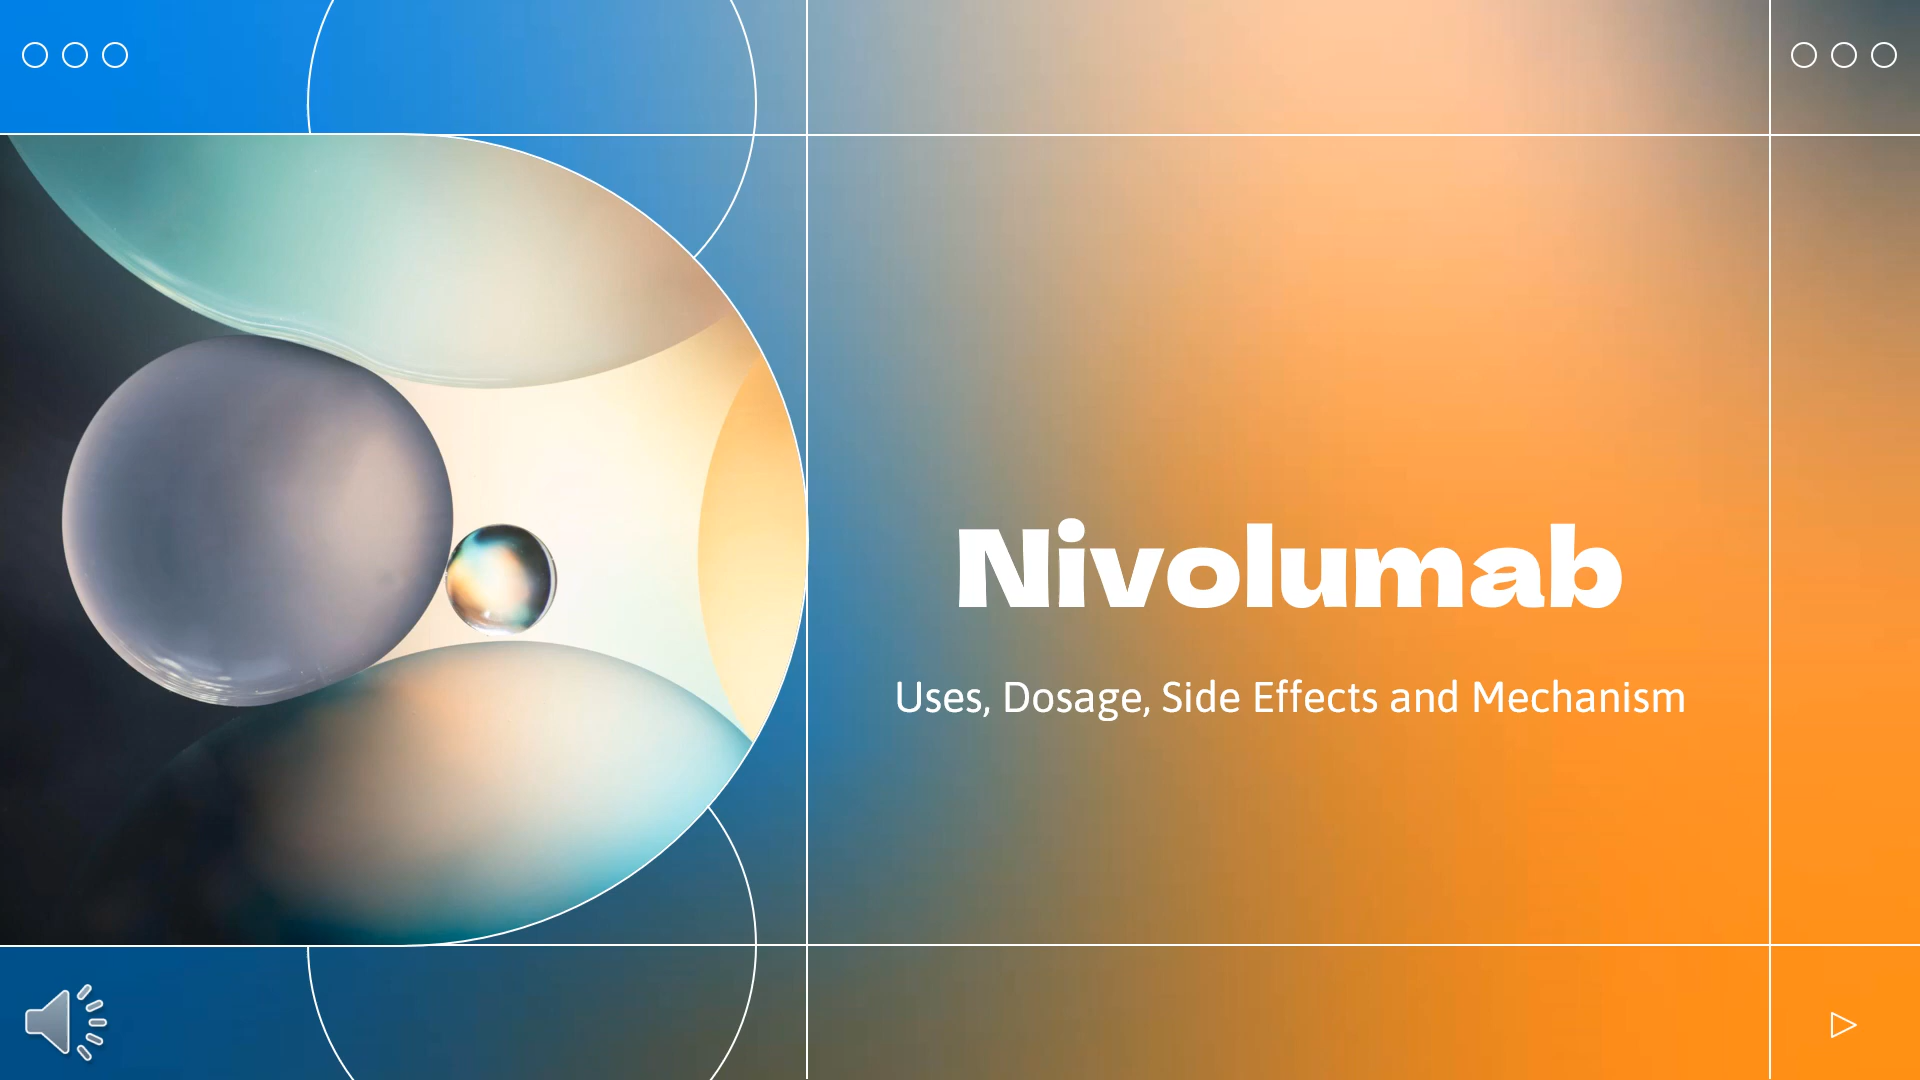 Nivolumab
Uses, Dosage, Side Effects and Mechanism